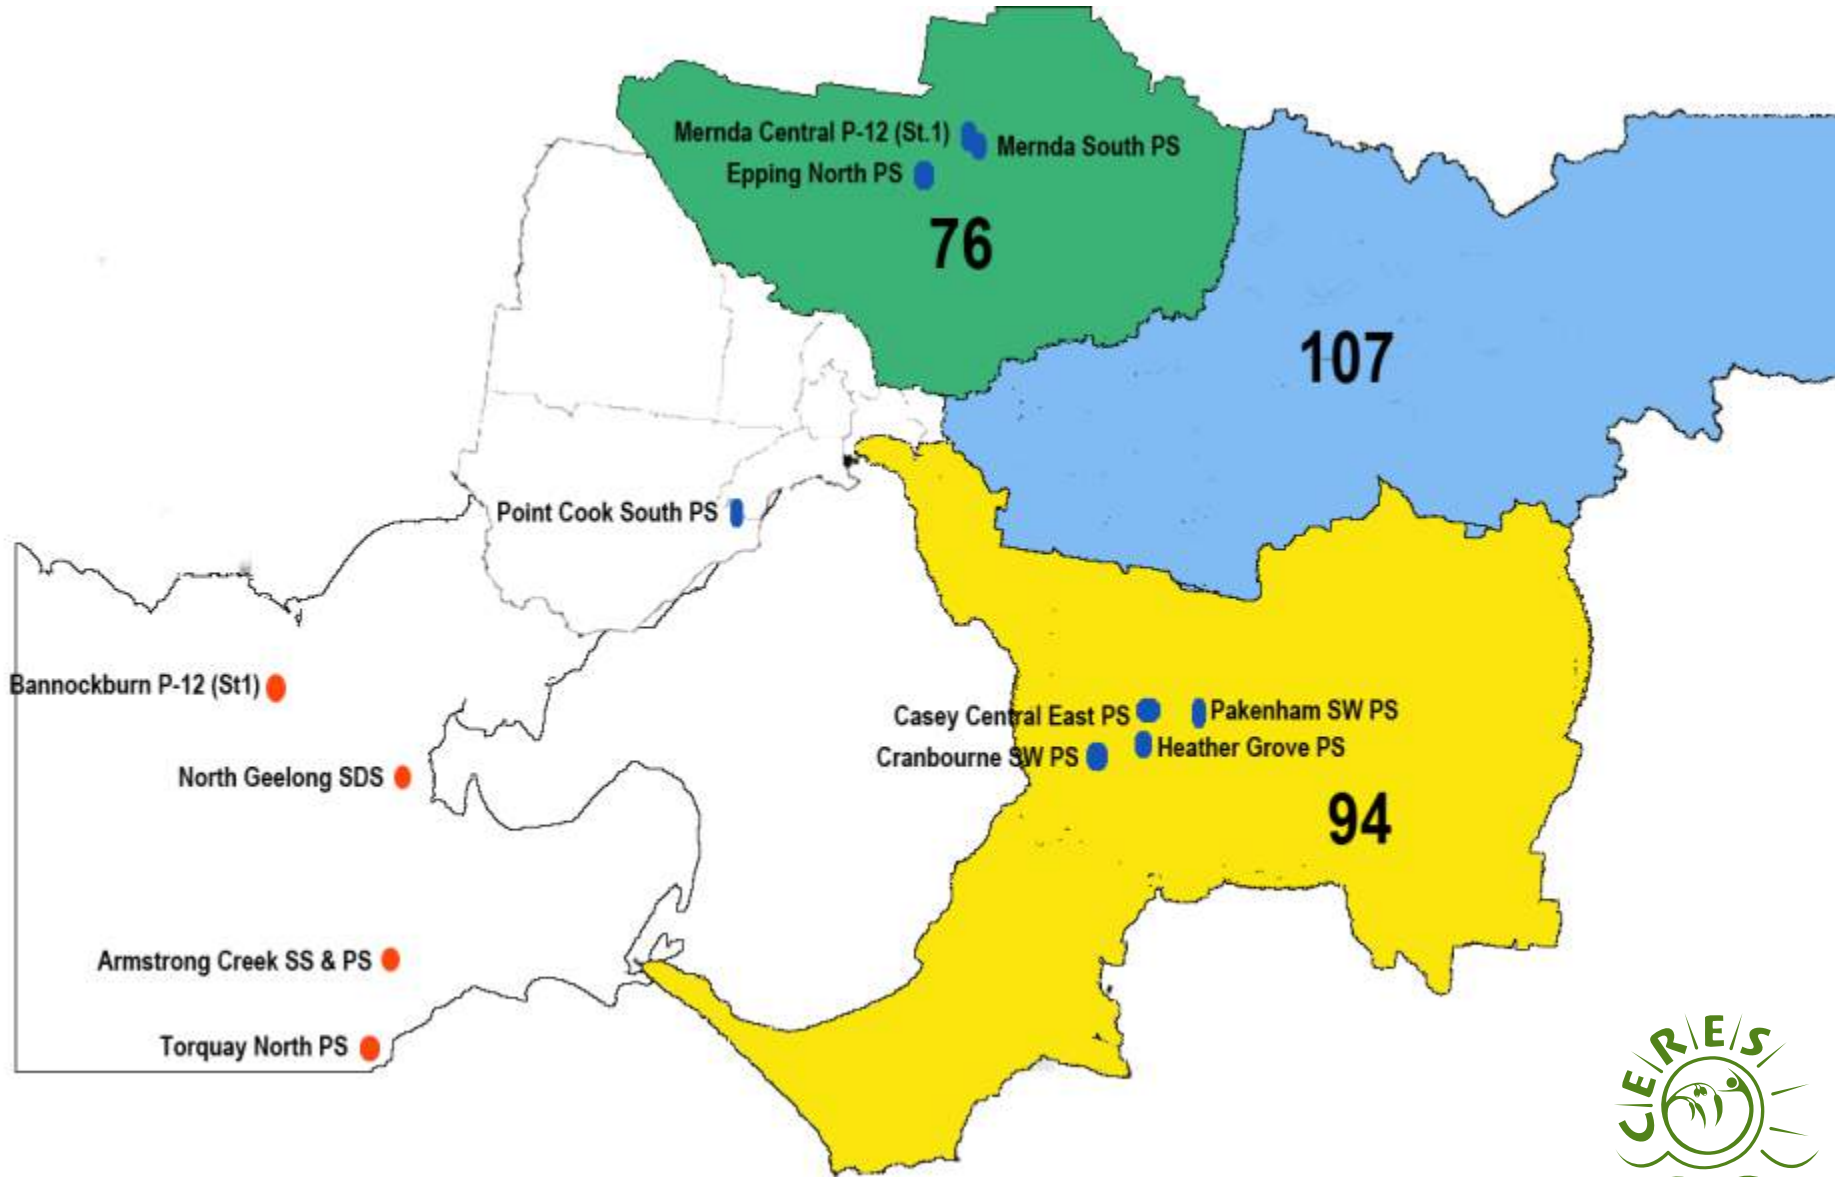 Mernda Central P-12 (St.1)
Mernda South PS
Epping North PS
76
107
Point Cook South PS
Bannockburn P-12 (St1)
Casey Central East PS
Pakenham SW PS
Cranbourne SW PS
Heather Grove PS
North Geelong SDS
94
Armstrong Creek SS & PS
Torquay North PS
CERES